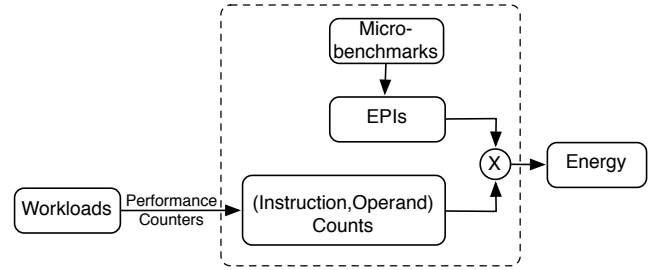 Micro-
benchmarks
EPIs
X
Energy
Workloads
Performance
Counters
(Instruction,Operand)
Counts